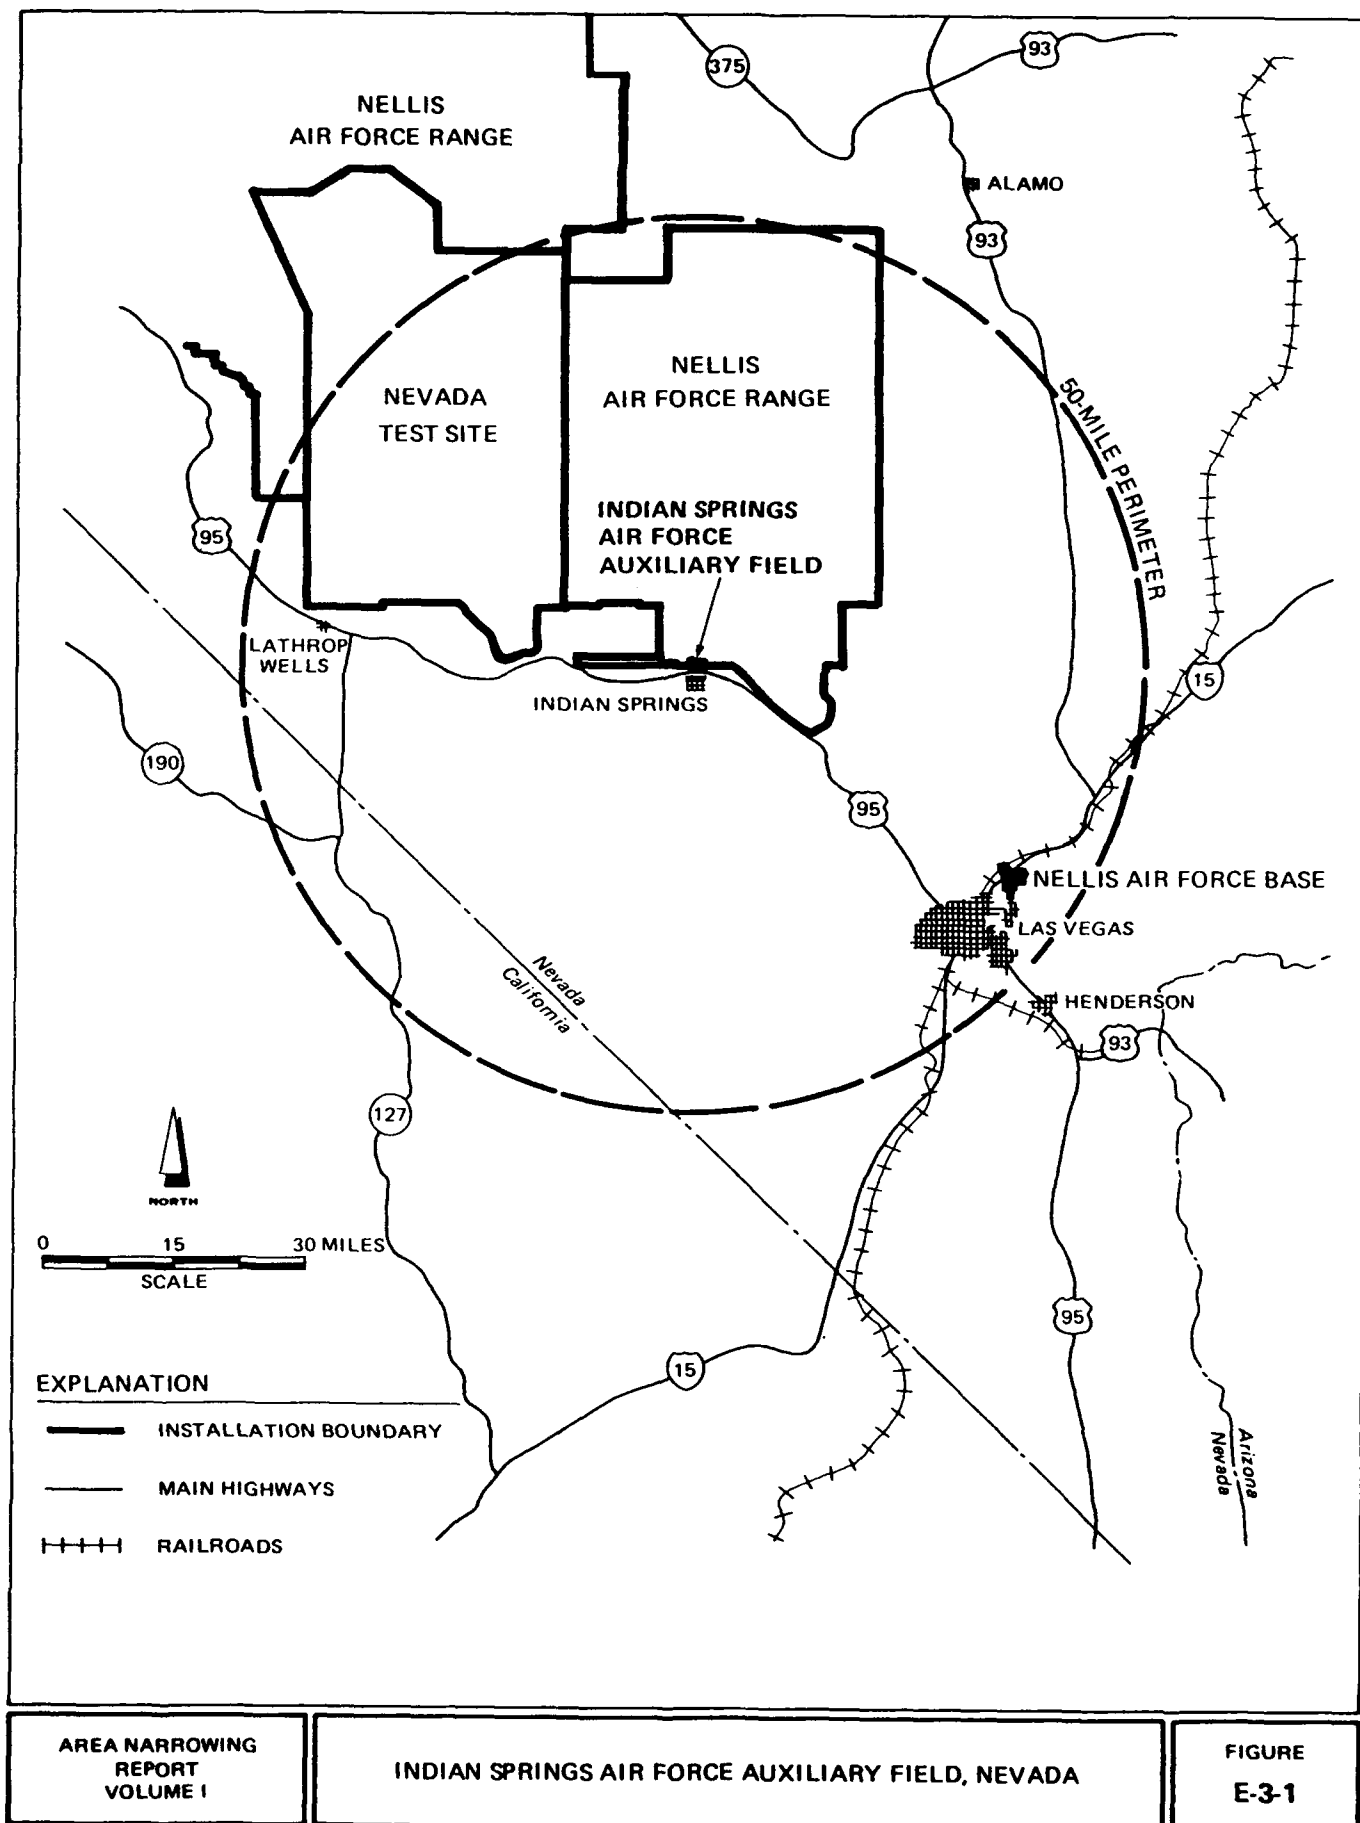 375
93
NELLIS
AIR FORCE RANGE
ALAMO
93
NELLIS
AIR FORCE RANGE
NEVADA
TEST SITE
50-MILE PERIMETER
INDIAN SPRINGS
AIR FORCE
AUXILIARY FIELD
95
LATHROP
WELLS
INDIAN SPRINGS
15
190
95
NELLIS AIR FORCE BASE
LAS VEGAS
Nevada
California
HENDERSON
93
127
NORTH
0 15 30 MILES
SCALE
95
15
EXPLANATION
INSTALLATION BOUNDARY
MAIN HIGHWAYS
RAILROADS
Arizona
Nevada
AREA NARROWING
REPORT
VOLUME I
INDIAN SPRINGS AIR FORCE AUXILIARY FIELD, NEVADA
FIGURE
E-3-1